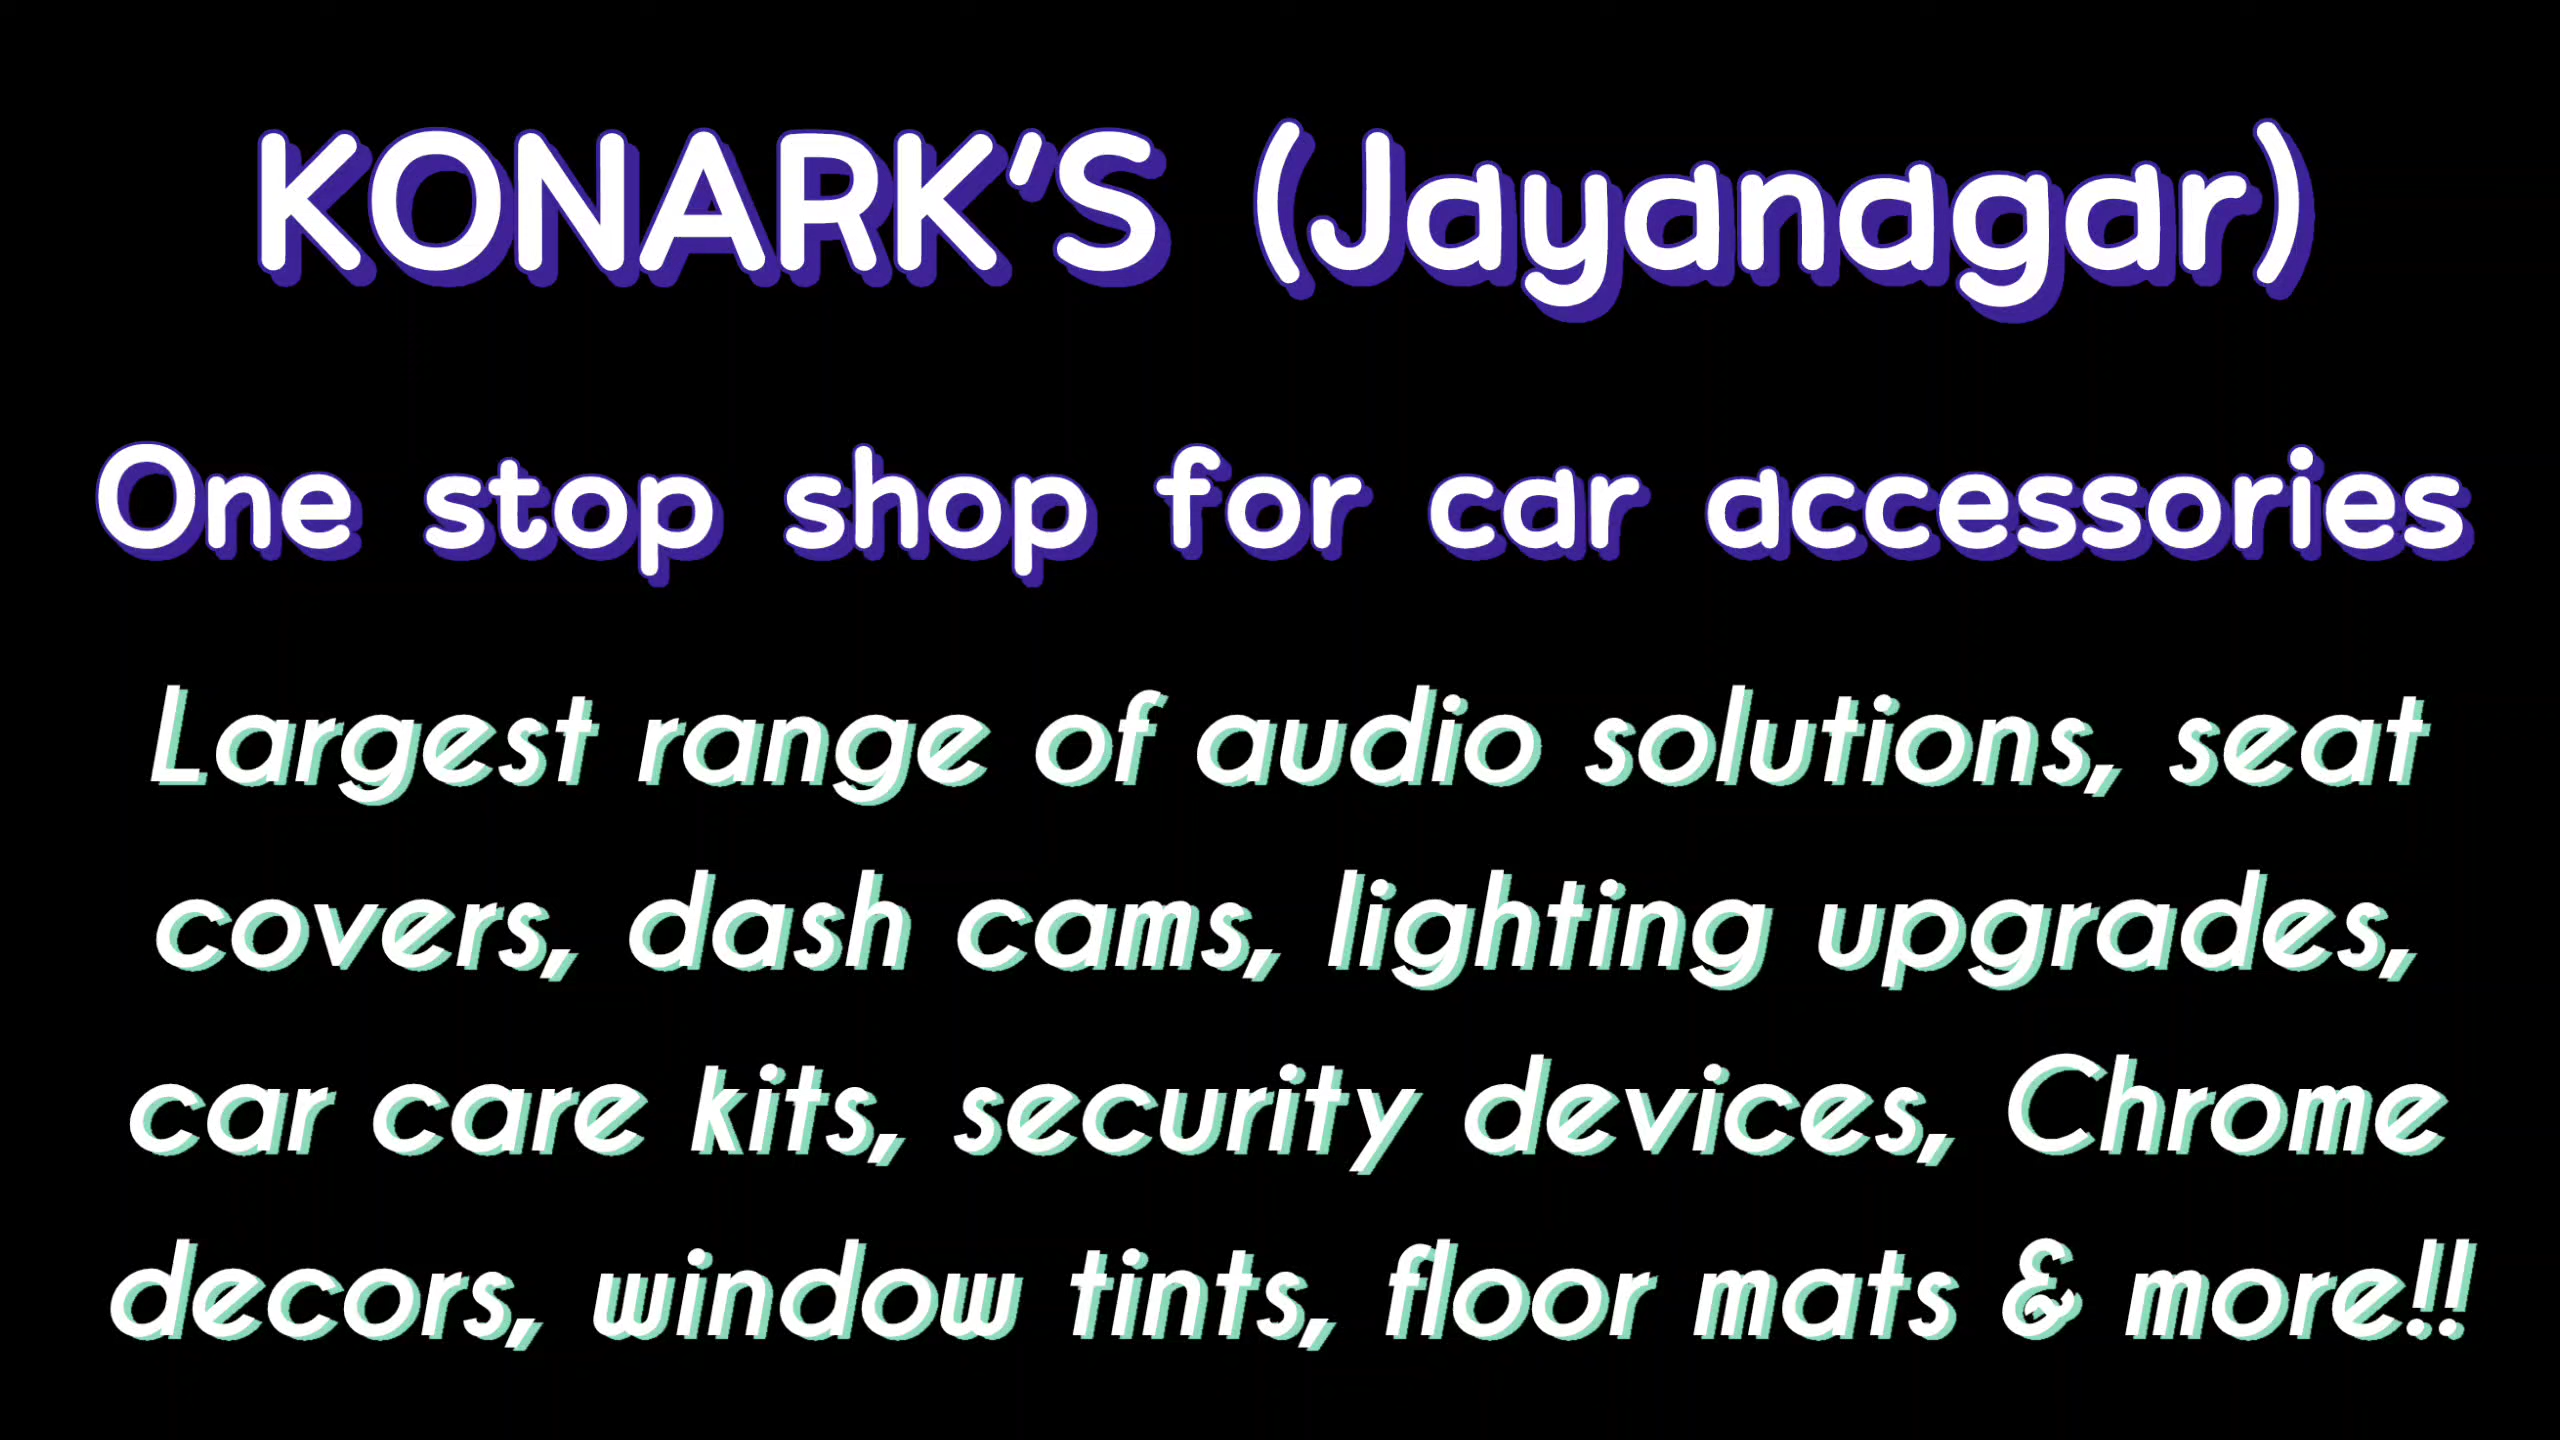 KONARK'S (Jayanagar)
One stop shop for car accessories
Largest range of audio solutions, seat
covers, dash cams, lighting upgrades,
car care kits, security devices, Chrome
decors, window tints, floor mats & more!!